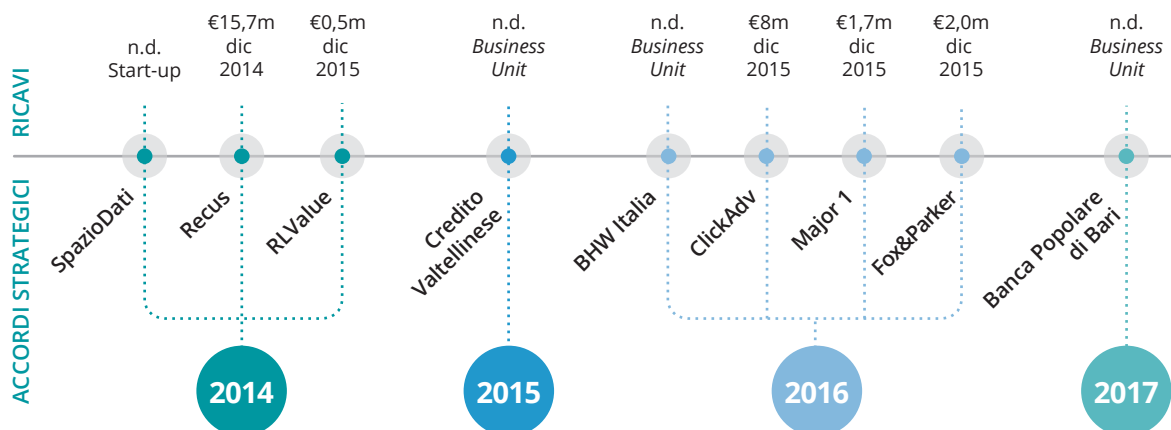 RICAVI
n.d.
Start-up
€15,7m
dic
2014
€0,5m
dic
2015
n.d.
Business
Unit
n.d.
Business
Unit
€8m
dic
2015
€1,7m
dic
2015
€2,0m
dic
2015
n.d.
Business
Unit
ACCORDI STRATEGICI
SpazioDati
Recus
RLValue
Credito
Valtellinese
BHW Italia
ClickAdv
Major 1
Fox&Parker
Banca Popolare
di Bari
2014
2015
2016
2017